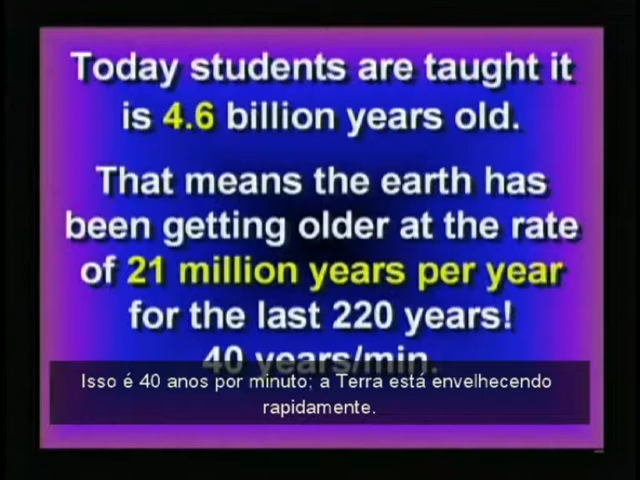 Today students are taught it
is 4.6 billion years old.
That means the earth has
been getting older at the rate
of 21 million years per year
for the last 220 years!
40 years/min.
Isso é 40 anos por minuto; a Terra está envelhecendo
rapidamente.